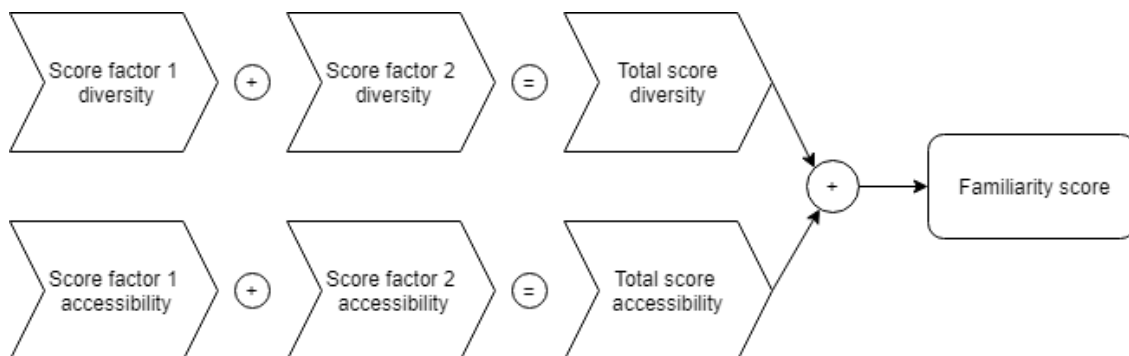 Score factor 1
diversity
+
Score factor 2
diversity
=
Total score
diversity
+
Familiarity score
Score factor 1
accessibility
+
Score factor 2
accessibility
=
Total score
accessibility